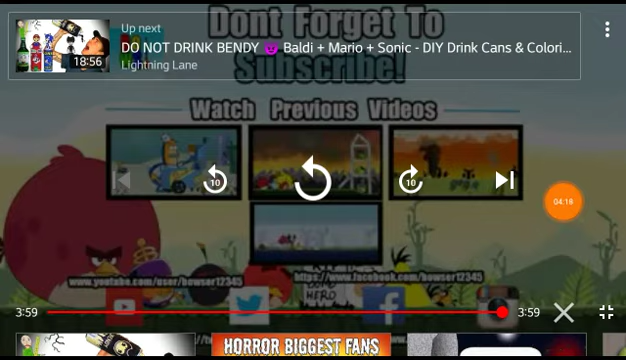 Dont Forget To
Up next
DO NOT DRINK BENDY 😈 Baldi + Mario + Sonic - DIY Drink Cans & Colori...
18:56
Lightning Lane
Subscribe!
Watch Previous Videos
10
10
04:18
www.youtube.com/user/bowser12345
https://www.facebook.com/bowser12345
HERO
3:59
3:59
HORROR BIGGEST FANS